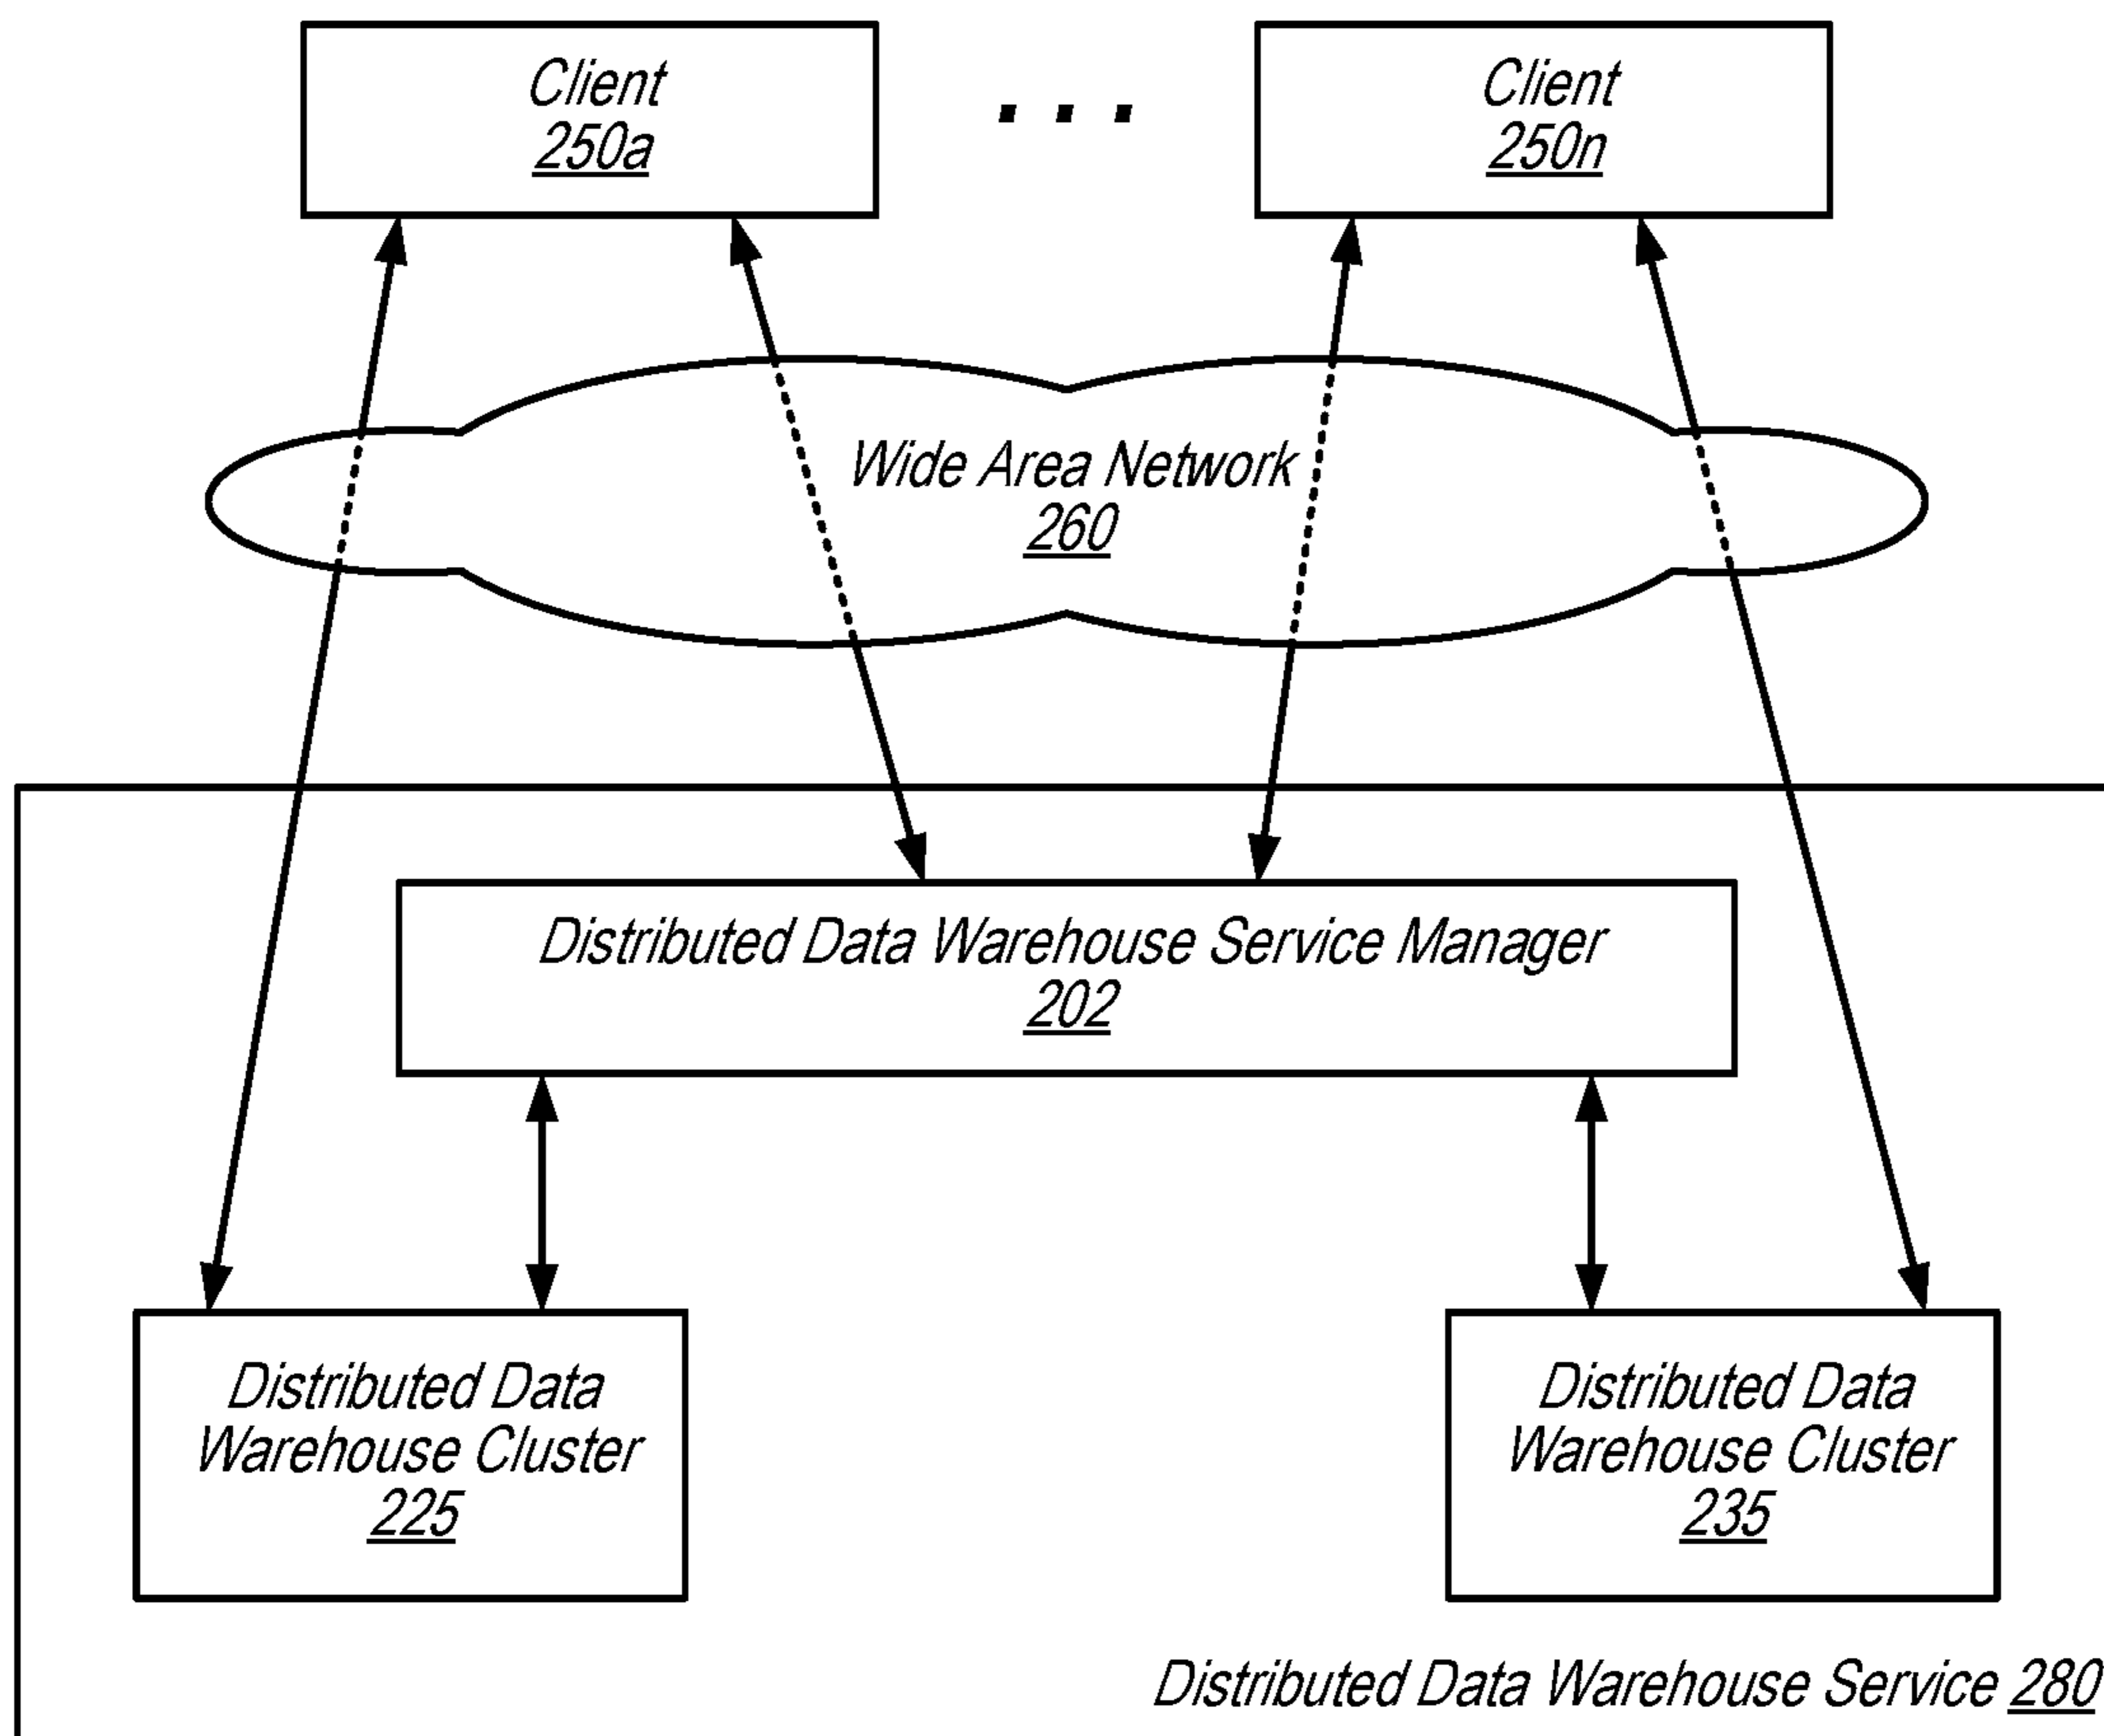 Client
250a
. . .
Client
250n
Wide Area Network
260
Distributed Data Warehouse Service Manager
202
Distributed Data
Warehouse Cluster
225
Distributed Data
Warehouse Cluster
235
Distributed Data Warehouse Service 280